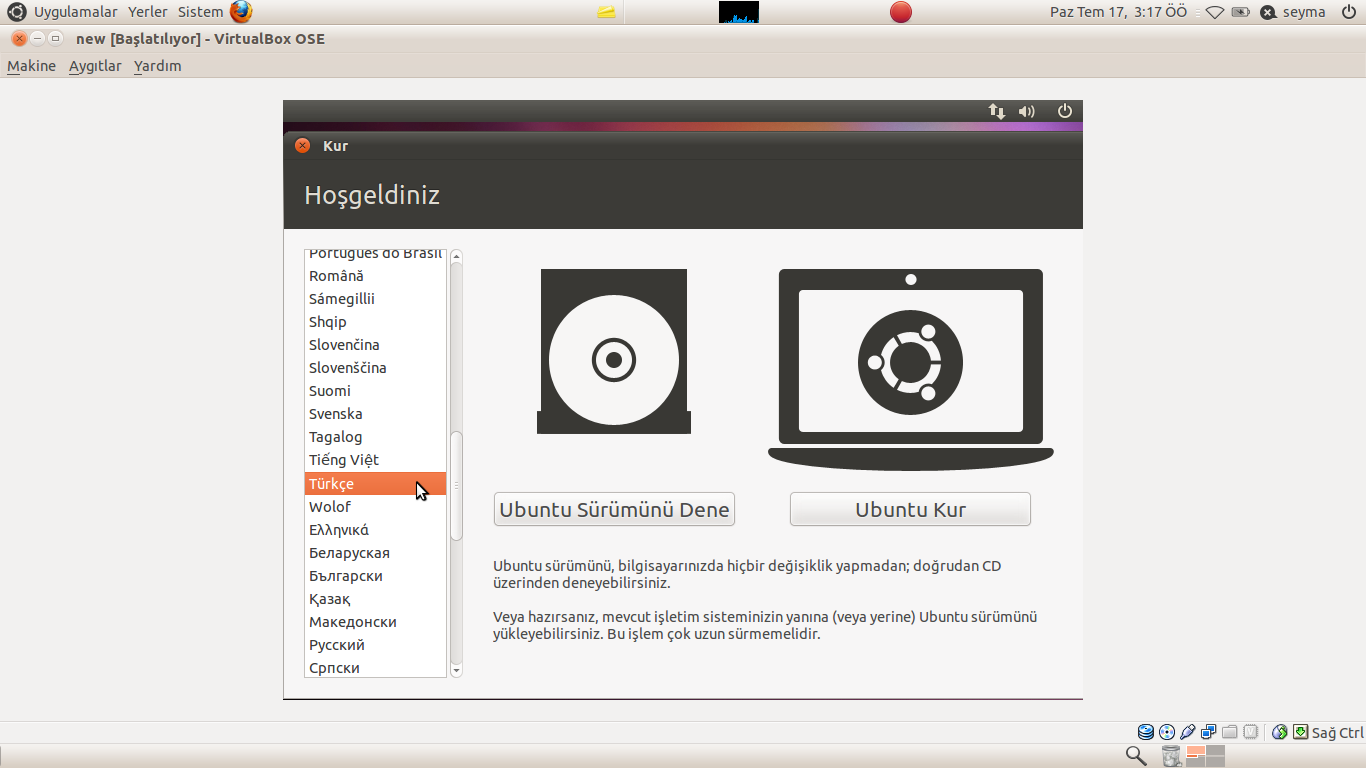 Uygulamalar Yerler Sistem Paz Tem 17, 3:17 ÖÖ seyma
new [Başlatılıyor] - VirtualBox OSE
Makine Aygıtlar Yardım
Kur
Hoşgeldiniz
Português do Brasil
Română
Sámegillii
Shqip
Slovenčina
Slovenščina
Suomi
Svenska
Tagalog
Tiếng Việt
Türkçe
Wolof
Ελληνικά
Беларуская
Български
Қазақ
Македонски
Русский
Српски
Ubuntu Sürümünü Dene
Ubuntu Kur
Ubuntu sürümünü, bilgisayarınızda hiçbir değişiklik yapmadan; doğrudan CD
üzerinden deneyebilirsiniz.
Veya hazırsanız, mevcut işletim sisteminizin yanına (veya yerine) Ubuntu sürümünü
yükleyebilirsiniz. Bu işlem çok uzun sürmemelidir.
Sağ Ctrl